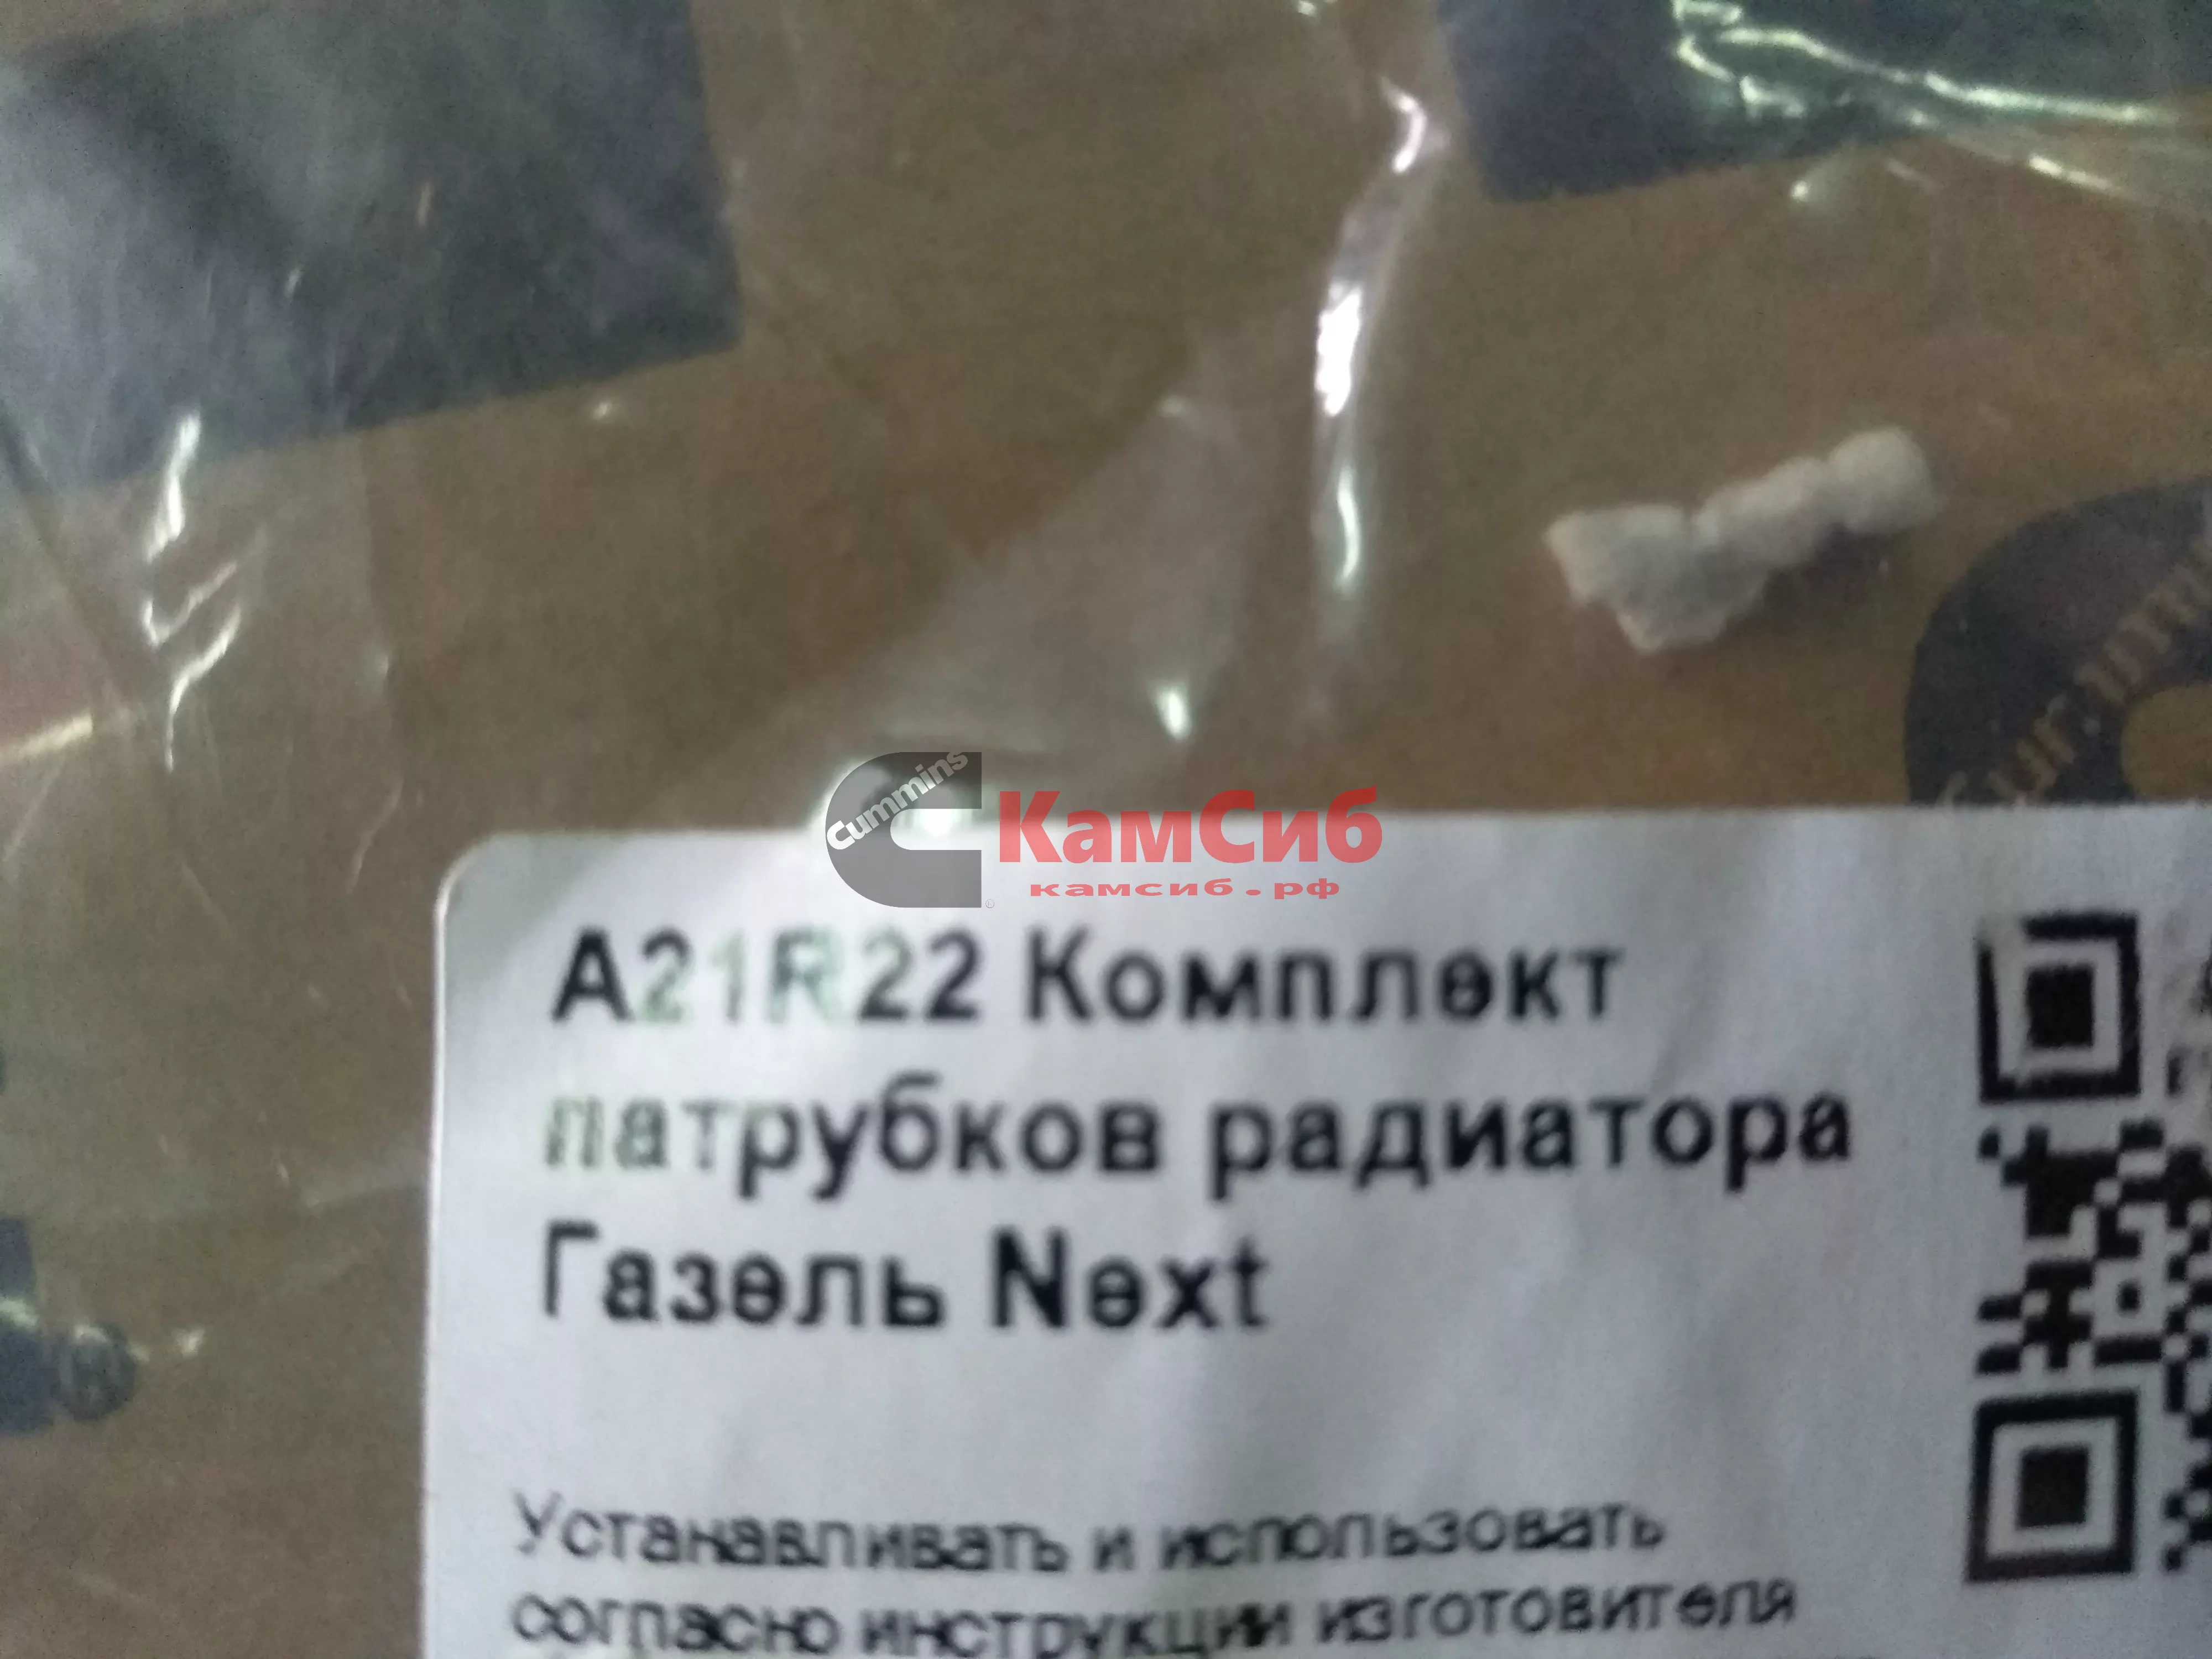 Cummins
КамСиб
камсиб.рф
A21R22 Комплект
патрубков радиатора
Газель Next
Устанавливать и использовать
согласно инструкции изготовителя